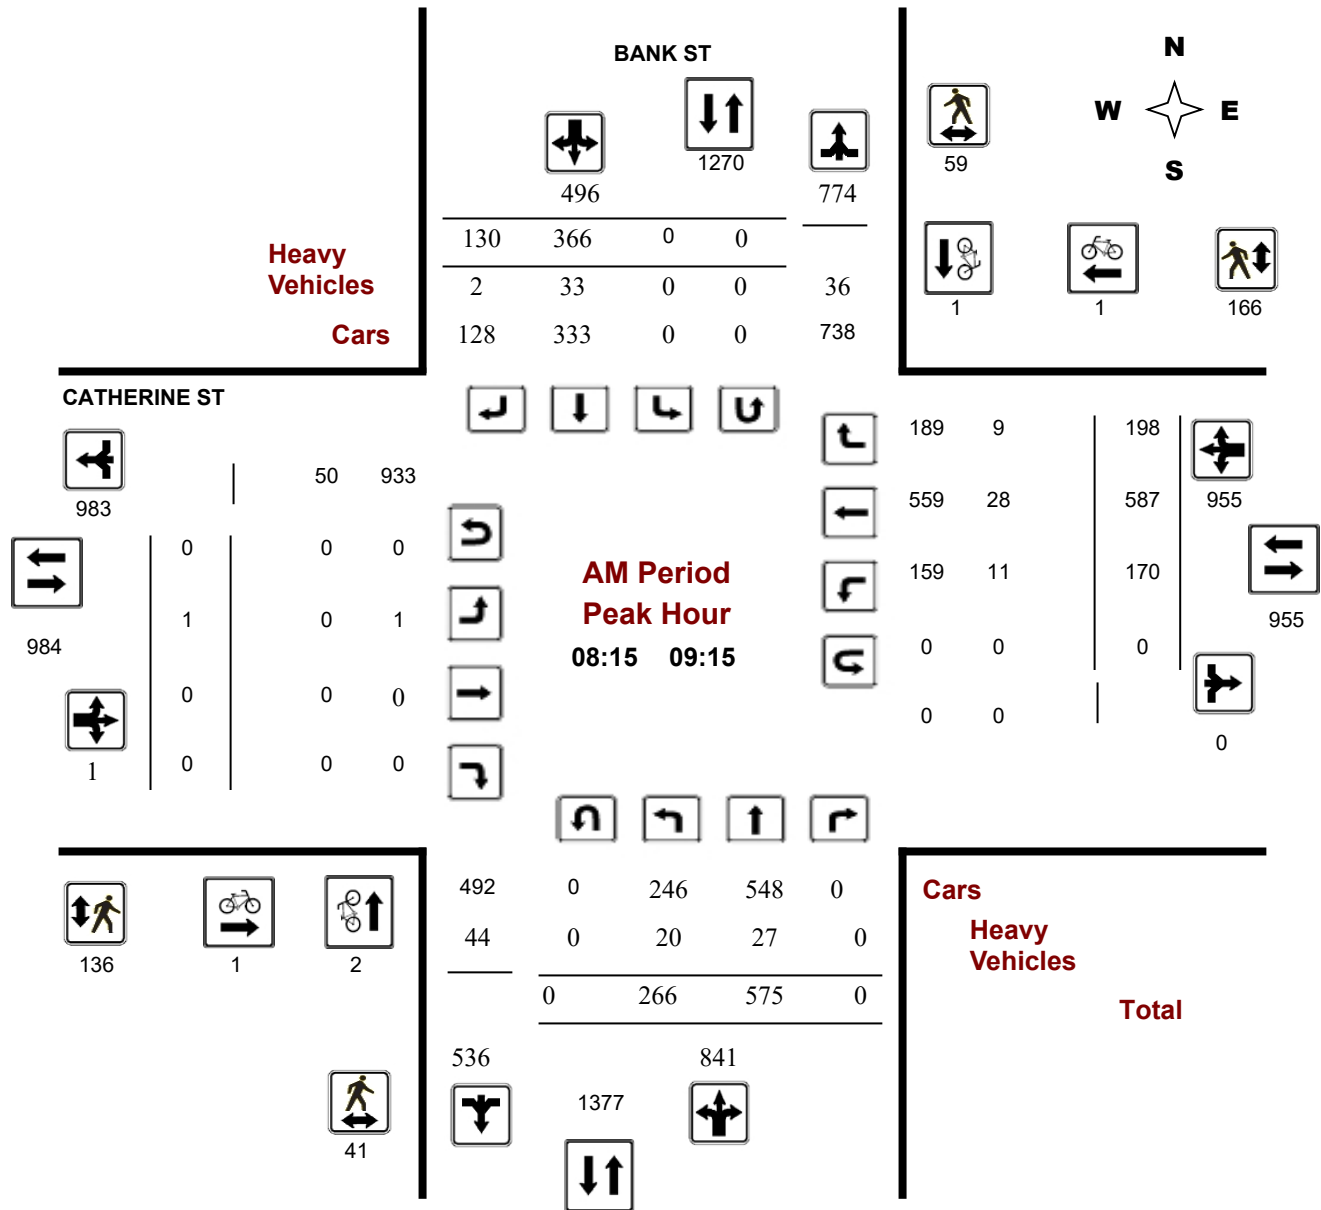 BANK ST
N
W E
S
1270
59
496
774
130 366 0 0
Heavy
Vehicles
2 33 0 0 36
Cars
128 333 0 0 738
1 1 166
CATHERINE ST
189 9 198
50 933
983
559 28 587
955
0 0 0
AM Period
159 11 170
1 0 1
Peak Hour
955
984
08:15 09:15
0 0 0
0 0 0
0 0
1
0 0 0
0
492 0 246 548 0
Cars
44 0 20 27 0
Heavy
Vehicles
136 1 2
0 266 575 0
Total
536
841
1377
41